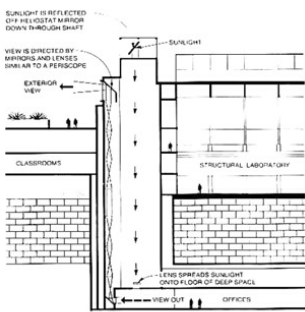 SUNLIGHT IS REFLECTED
OFF HELIOSTAT MIRROR
DOWN THROUGH SHAFT
SUNLIGHT
VIEW IS DIRECTED BY
MIRRORS AND LENSES
SIMILAR TO A PERISCOPE
EXTERIOR
VIEW
CLASSROOMS
STRUCTURAL LABORATORY
LENS SPREADS SUNLIGHT
ONTO FLOOR OF DEEP SPACE
VIEW OUT
OFFICES